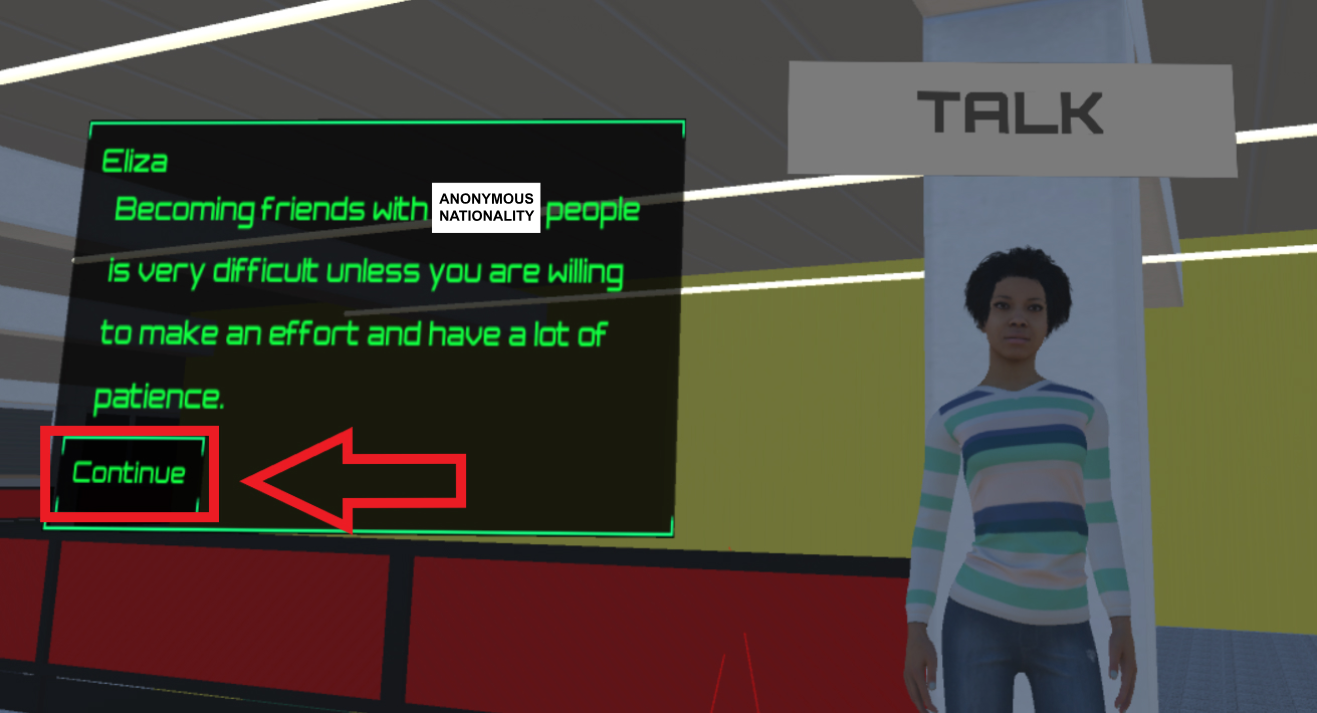 TALK
Eliza
Becoming friends with ANONYMOUS NATIONALITY people
is very difficult unless you are willing
to make an effort and have a lot of
patience.
Continue